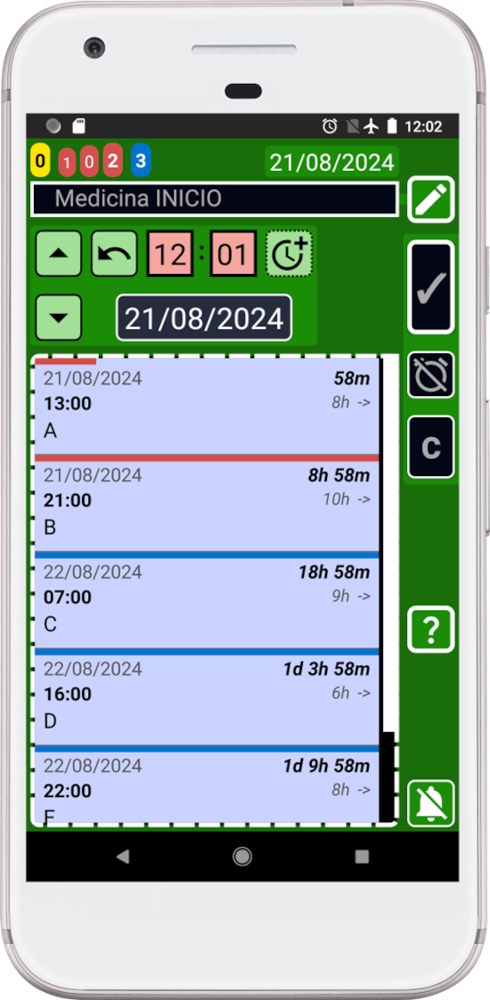 12:02
0 1 0 2 3 21/08/2024
Medicina INICIO
12 : 01
21/08/2024
21/08/2024 58m
13:00 8h ->
A
21/08/2024 8h 58m
21:00 10h ->
B
22/08/2024 18h 58m
07:00 9h ->
C
22/08/2024 1d 3h 58m
16:00 6h ->
D
22/08/2024 1d 9h 58m
22:00 8h ->
C
?